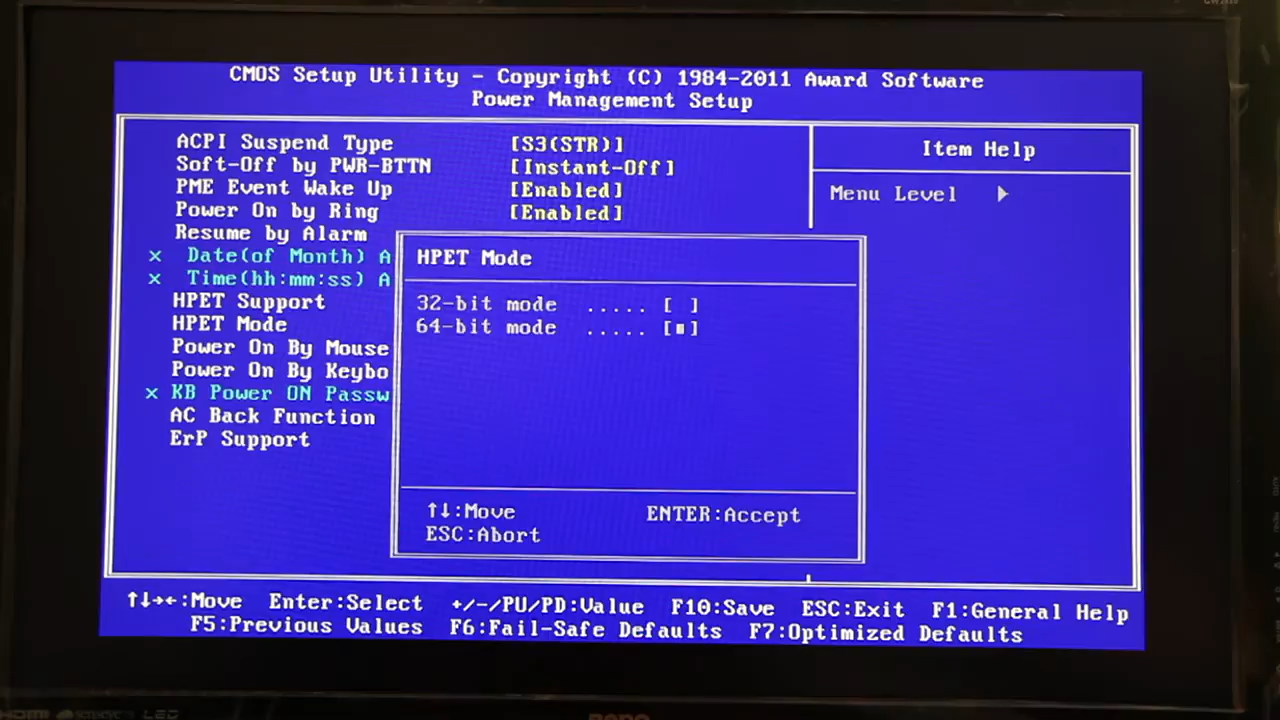 CMOS Setup Utility - Copyright (C) 1984-2011 Award Software
Power Management Setup
ACPI Suspend Type [S3(STR)]
Soft-Off by PWR-BTTN [Instant-Off]
PME Event Wake Up [Enabled]
Power On by Ring [Enabled]
Resume by Alarm
x Date(of Month) A
x Time(hh:mm:ss) A
HPET Support
HPET Mode
Power On By Mouse
Power On By Keybo
x KB Power ON Passw
AC Back Function
ErP Support
Item Help
Menu Level ▶
HPET Mode
32-bit mode ..... [ ]
64-bit mode ..... [■]
↑↓:Move ENTER:Accept
ESC:Abort
↑↓→←:Move Enter:Select +/-/PU/PD:Value F10:Save ESC:Exit F1:General Help
F5:Previous Values F6:Fail-Safe Defaults F7:Optimized Defaults
HDMI LED